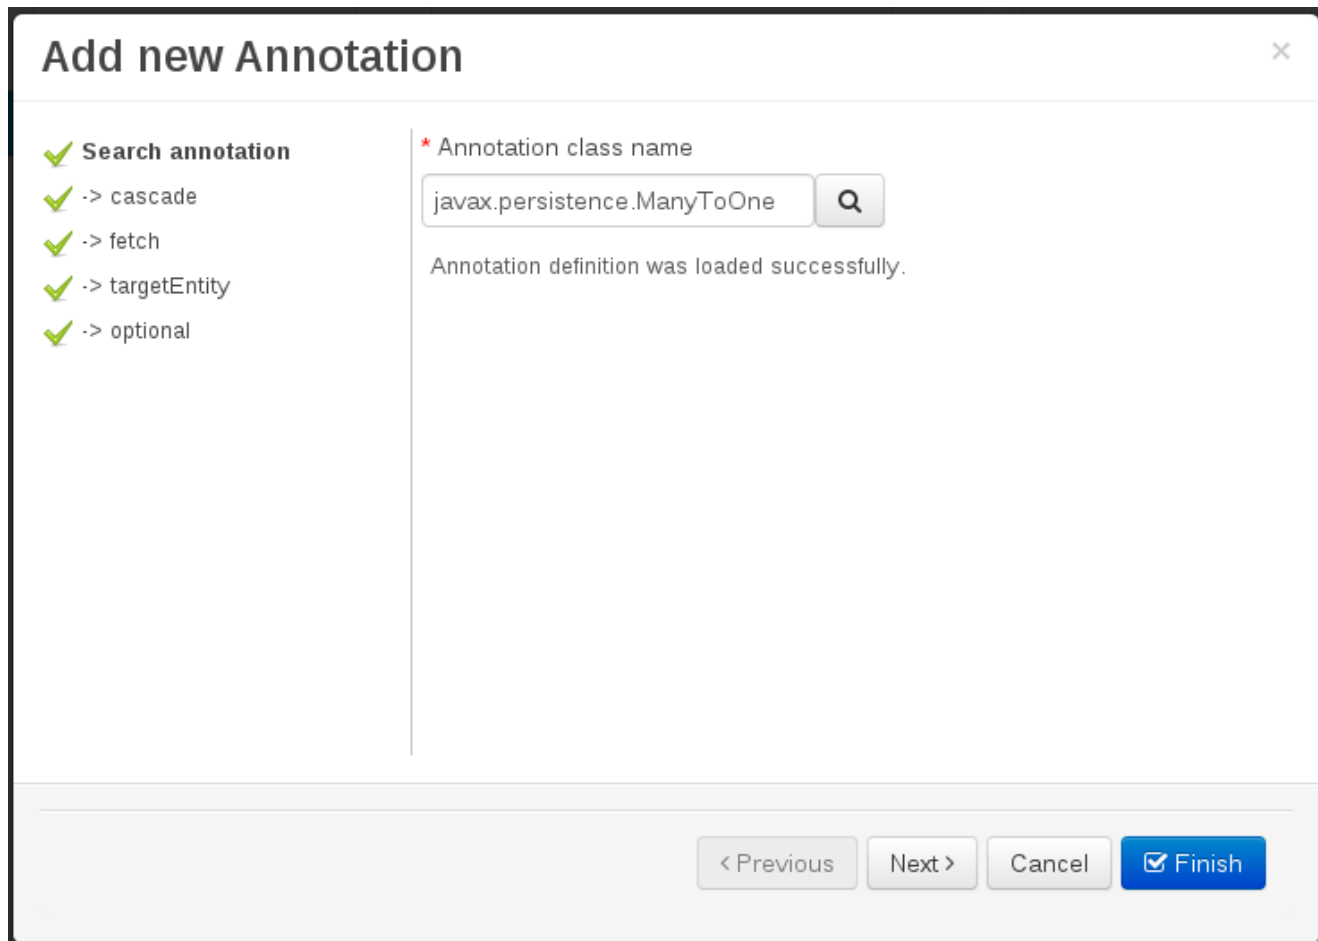 Add new Annotation
×
Search annotation
-> cascade
-> fetch
-> targetEntity
-> optional
* Annotation class name
javax.persistence.ManyToOne
Annotation definition was loaded successfully.
< Previous
Next >
Cancel
Finish